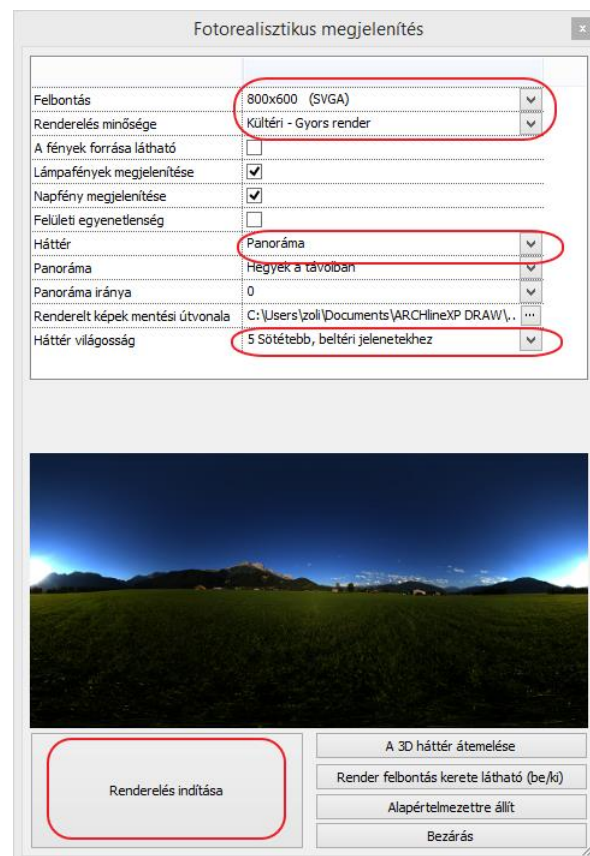 Fotorealisztikus megjelenítés
x
Felbontás 800x600 (SVGA)
Renderelés minősége Kültéri - Gyors render
A fények forrása látható
Lámpafények megjelenítése
Napfény megjelenítése
Felületi egyenetlenség
Háttér Panoráma
Panoráma Hegyek a távolban
Panoráma iránya 0
Renderelt képek mentési útvonala C:\Users\zoli\Documents\ARCHlineXP DRAW\.. ...
Háttér világosság 5 Sötétebb, beltéri jelenetekhez
Renderelés indítása
A 3D háttér átemelése
Render felbontás kerete látható (be/ki)
Alapértelmezettre állít
Bezárás